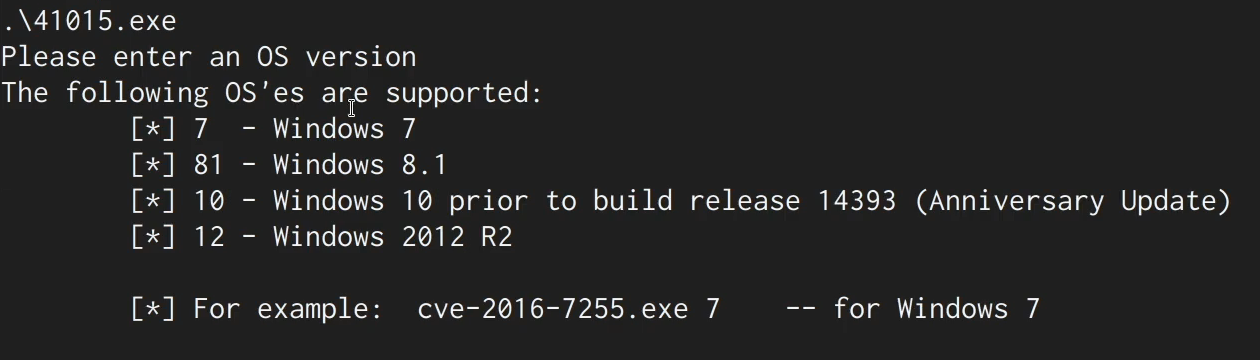 .\41015.exe
Please enter an OS version
The following OS'es are supported:
[*] 7  - Windows 7
[*] 81 - Windows 8.1
[*] 10 - Windows 10 prior to build release 14393 (Anniversary Update)
[*] 12 - Windows 2012 R2
[*] For example:  cve-2016-7255.exe 7    -- for Windows 7